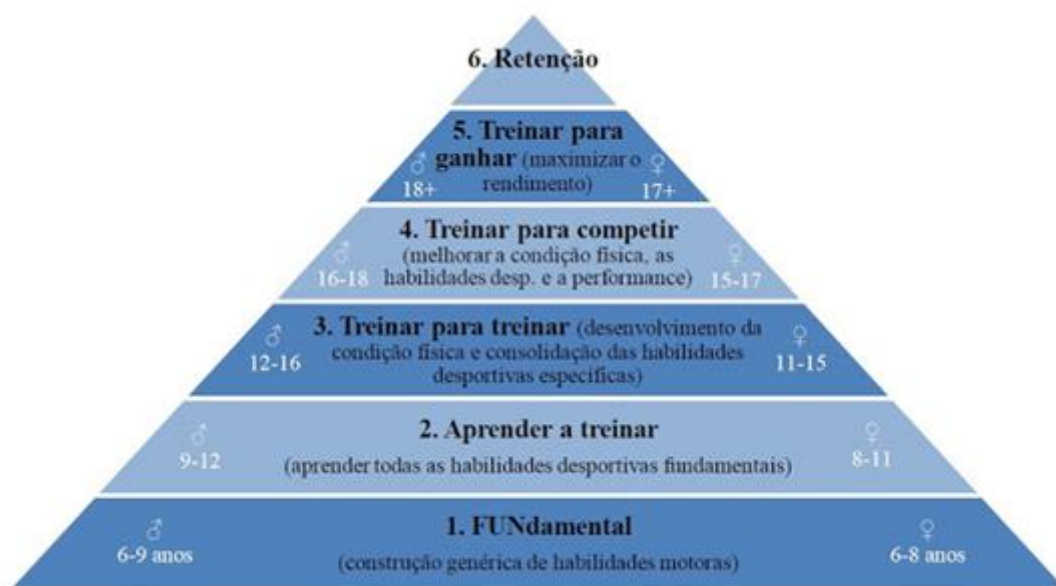 6. Retenção
5. Treinar para
ganhar (maximizar o
rendimento)
♂
18+
♀
17+
4. Treinar para competir
(melhorar a condição física, as
habilidades desp. e a performance)
♂
16-18
♀
15-17
3. Treinar para treinar (desenvolvimento da
condição física e consolidação das habilidades
desportivas específicas)
♂
12-16
♀
11-15
2. Aprender a treinar
(aprender todas as habilidades desportivas fundamentais)
♂
9-12
♀
8-11
1. FUNdamental
(construção genérica de habilidades motoras)
♂
6-9 anos
♀
6-8 anos